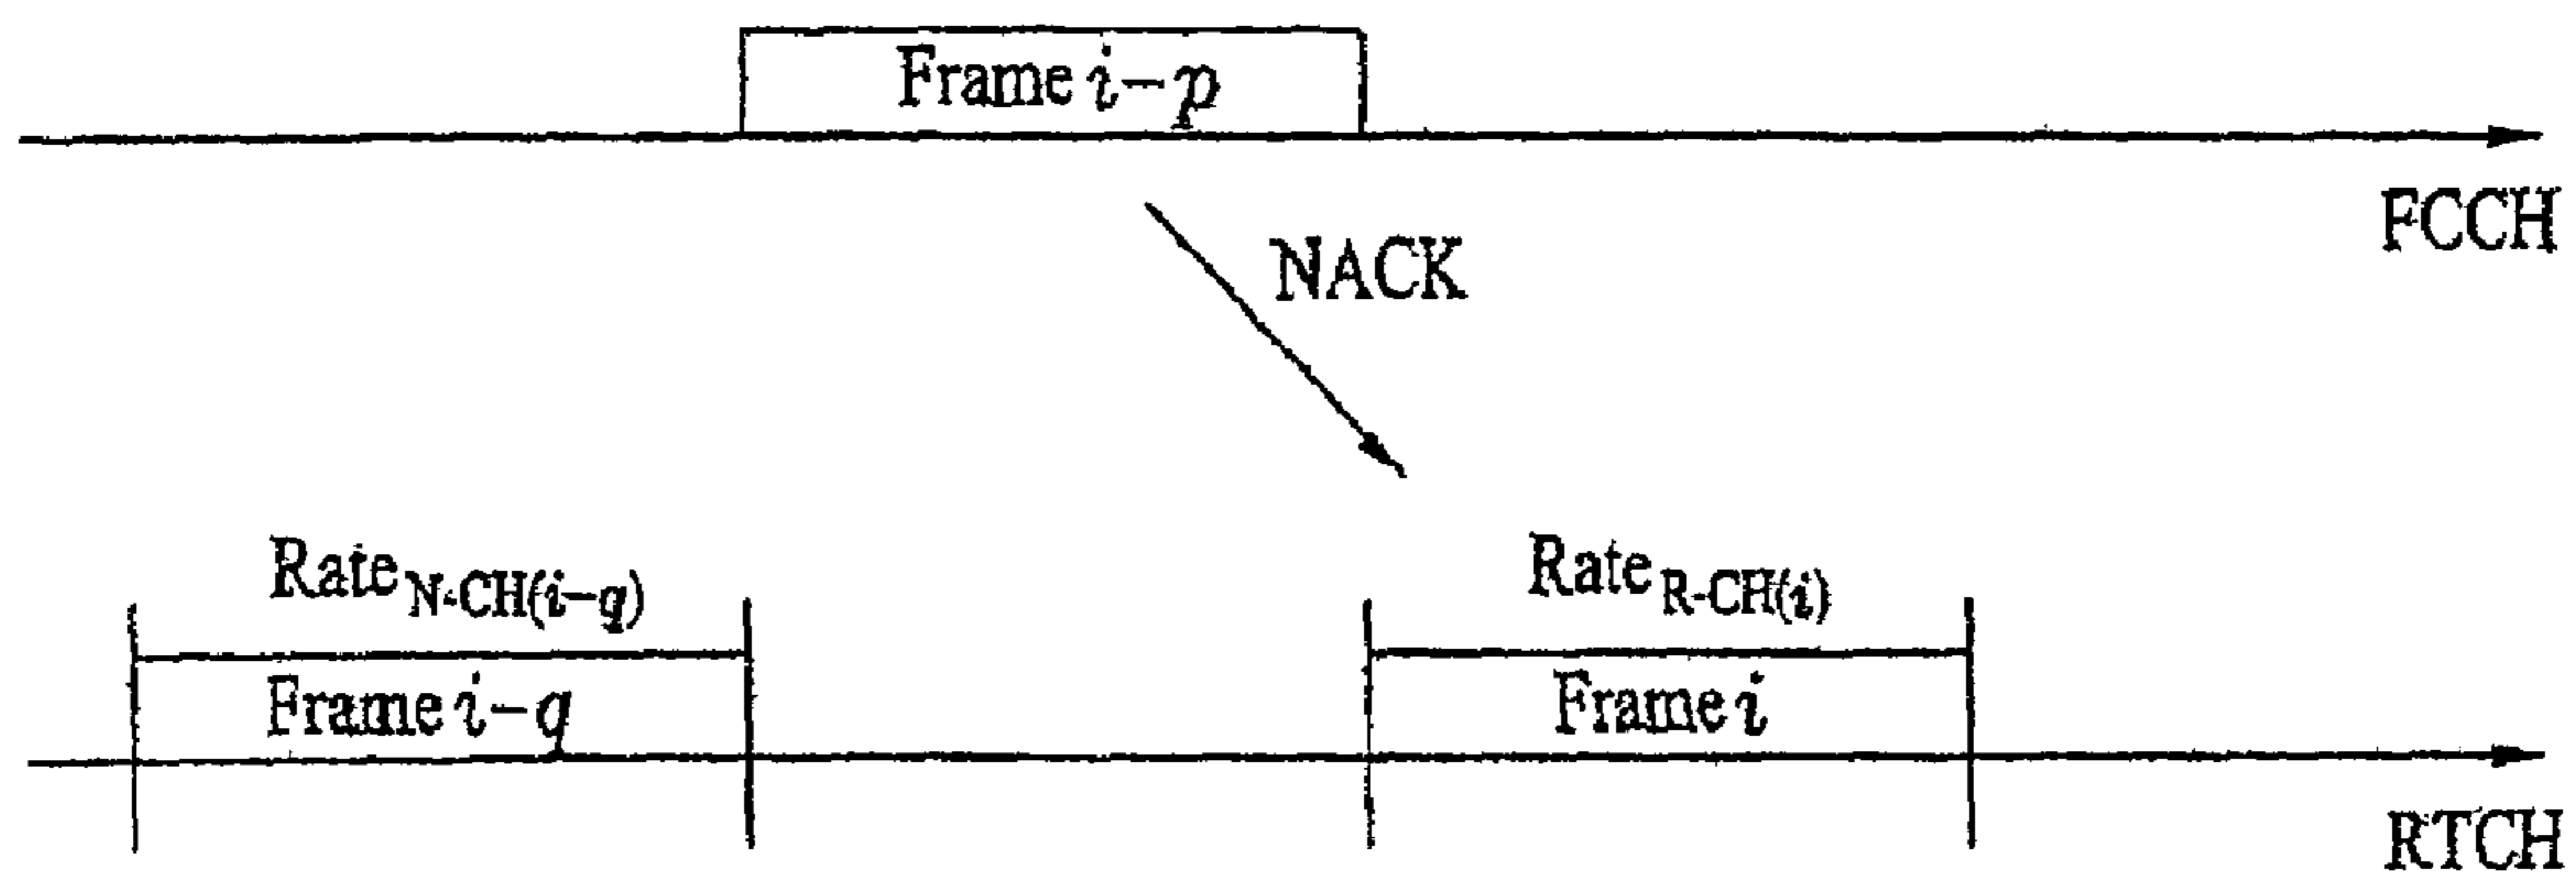 Frame i-p
FCCH
NACK
Rate N-CH(i-q)
Rate R-CH(i)
Frame i-q
Frame i
RTCH